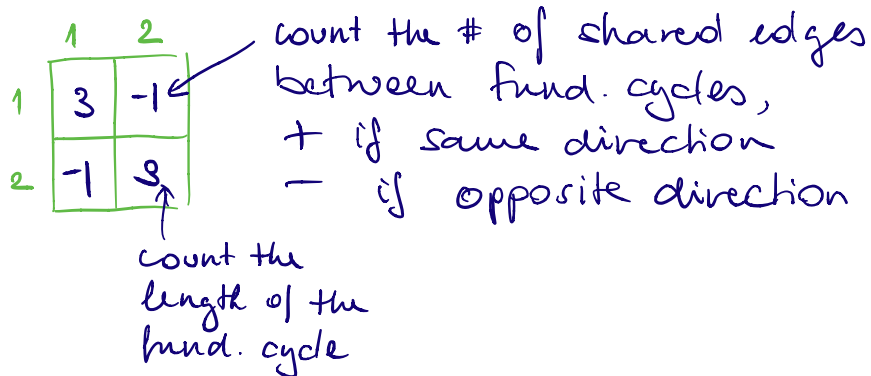 1 2
1 3 -1
2 -1 3
count the # of shared edges
between fund. cycles,
+ if same direction
- if opposite direction
count the
length of the
fund. cycle